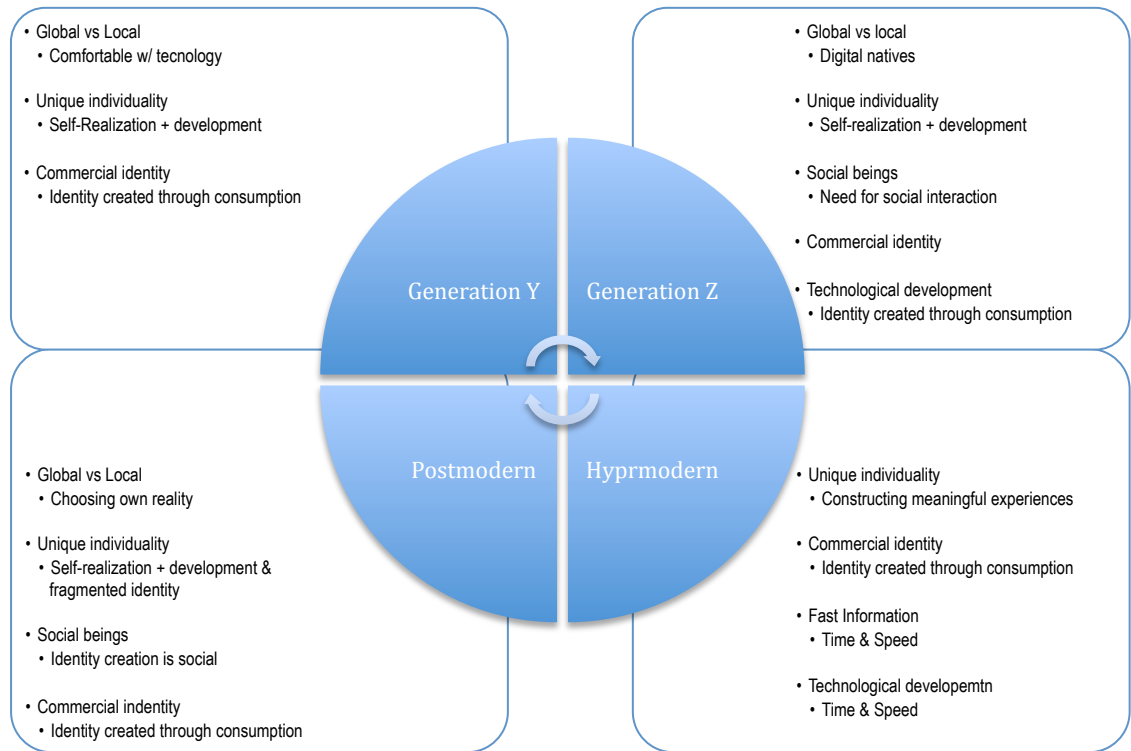 • Global vs Local
• Comfortable w/ tecnology
• Unique individuality
• Self-Realization + development
• Commercial identity
• Identity created through consumption
• Global vs local
• Digital natives
• Unique individuality
• Self-realization + development
• Social beings
• Need for social interaction
• Commercial identity
• Technological development
• Identity created through consumption
Generation Y
Generation Z
Postmodern
Hyprmodern
• Global vs Local
• Choosing own reality
• Unique individuality
• Self-realization + development &
fragmented identity
• Social beings
• Identity creation is social
• Commercial indentity
• Identity created through consumption
• Unique individuality
• Constructing meaningful experiences
• Commercial identity
• Identity created through consumption
• Fast Information
• Time & Speed
• Technological developemtn
• Time & Speed